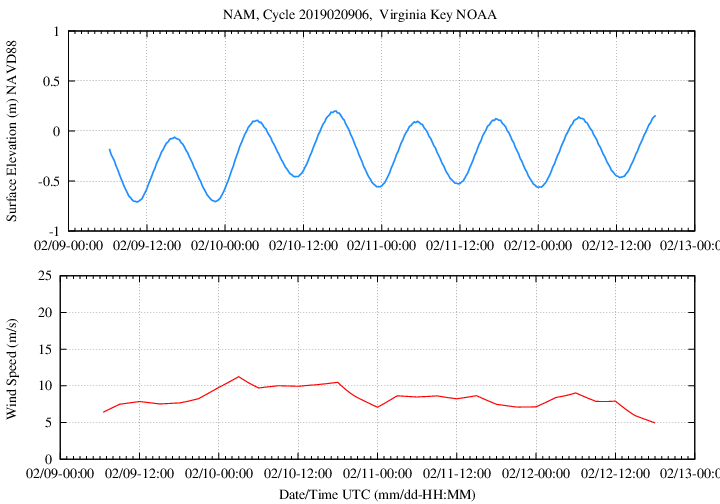 NAM, Cycle 2019020906,  Virginia Key NOAA
Surface Elevation (m) NAVD88
1
0.5
0
-0.5
-1
02/09-00:00 02/09-12:00 02/10-00:00 02/10-12:00 02/11-00:00 02/11-12:00 02/12-00:00 02/12-12:00 02/13-00:00
Wind Speed (m/s)
25
20
15
10
5
0
02/09-00:00 02/09-12:00 02/10-00:00 02/10-12:00 02/11-00:00 02/11-12:00 02/12-00:00 02/12-12:00 02/13-00:00
Date/Time UTC (mm/dd-HH:MM)